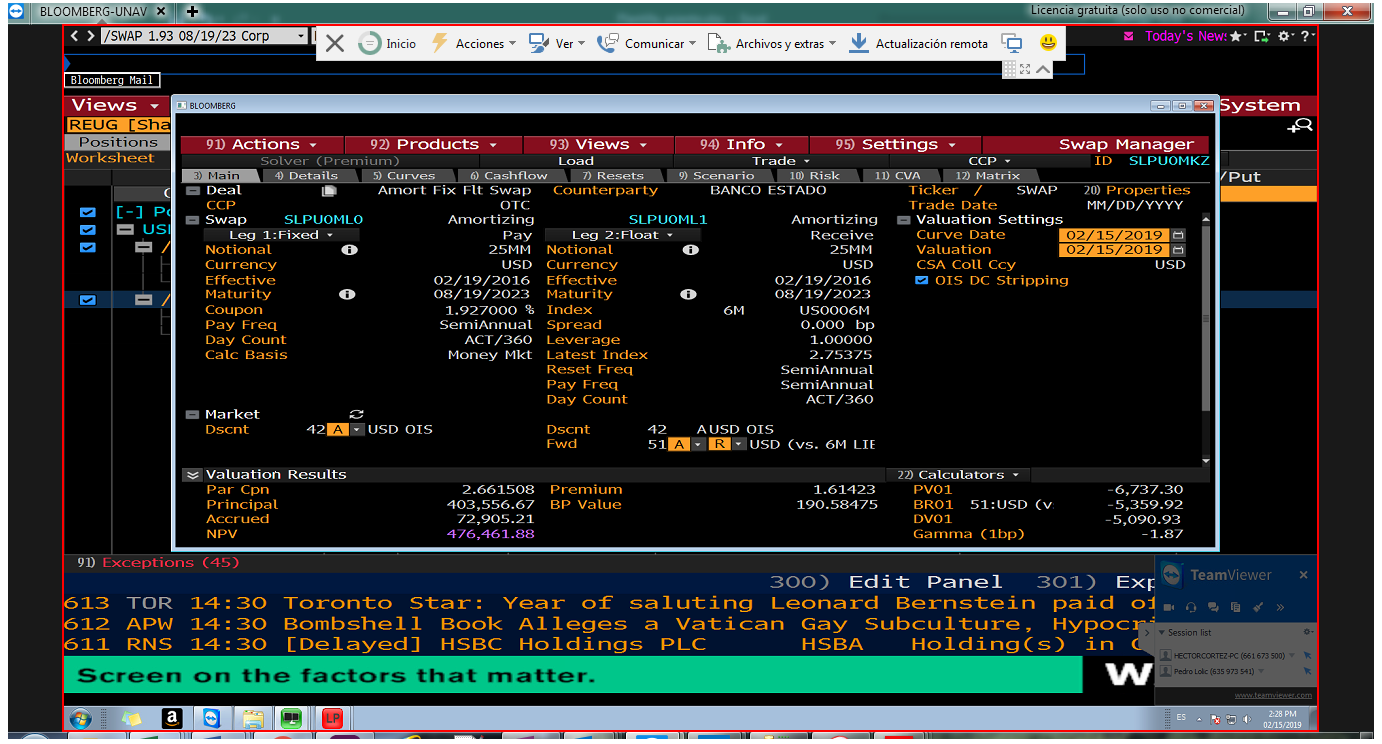 BLOOMBERG-UNAV × + Licencia gratuita (solo uso no comercial)
< > /SWAP 1.93 08/19/23 Corp Inicio Acciones Ver Comunicar Archivos y extras Actualización remota Today's News
Bloomberg Mail
Views System
BLOOMBERG
REUG [Sha
Positions
Worksheet
/Put
[-] Po
US
91) Actions 92) Products 93) Views 94) Info 95) Settings Swap Manager
Solver (Premium) Load Trade CCP ID SLPU0MKZ
3) Main 4) Details 5) Curves 6) Cashflow 7) Resets 9) Scenario 10) Risk 11) CVA 12) Matrix
Deal Amort Fix Flt Swap Counterparty BANCO ESTADO Ticker / SWAP 20) Properties
CCP OTC Trade Date MM/DD/YYYY
Swap SLPU0ML0 Amortizing SLPU0ML1 Amortizing Valuation Settings
Leg 1:Fixed Pay Leg 2:Float Receive Curve Date 02/15/2019
Notional 25MM Notional 25MM Valuation 02/15/2019
Currency USD Currency USD CSA Coll Ccy USD
Effective 02/19/2016 Effective 02/19/2016 OIS DC Stripping
Maturity 08/19/2023 Maturity 08/19/2023
Coupon 1.927000 % Index 6M US0006M
Pay Freq SemiAnnual Spread 0.000 bp
Day Count ACT/360 Leverage 1.00000
Calc Basis Money Mkt Latest Index 2.75375
Reset Freq SemiAnnual
Pay Freq SemiAnnual
Day Count ACT/360
Market
Dscnt 42 A USD OIS Dscnt 42 A USD OIS
Fwd 51 A R USD (vs. 6M LIE
Valuation Results 22) Calculators
Par Cpn 2.661508 Premium 1.61423 PV01 -6,737.30
Principal 403,556.67 BP Value 190.58475 BR01 51:USD (v -5,359.92
Accrued 72,905.21 DV01 -5,090.93
NPV 476,461.88 Gamma (1bp) -1.87
91) Exceptions (45)
300) Edit Panel 301) Exp
613 TOR 14:30 Toronto Star: Year of saluting Leonard Bernstein paid of
612 APW 14:30 Bombshell Book Alleges a Vatican Gay Subculture, Hypocri
611 RNS 14:30 [Delayed] HSBC Holdings PLC HSBA Holding(s) in
Screen on the factors that matter.
TeamViewer ×
Session list
HECTORCORTEZ-PC (661 673 500)
Pedro Lolic (635 973 541)
www.teamviewer.com
ES 2:28 PM
02/15/2019